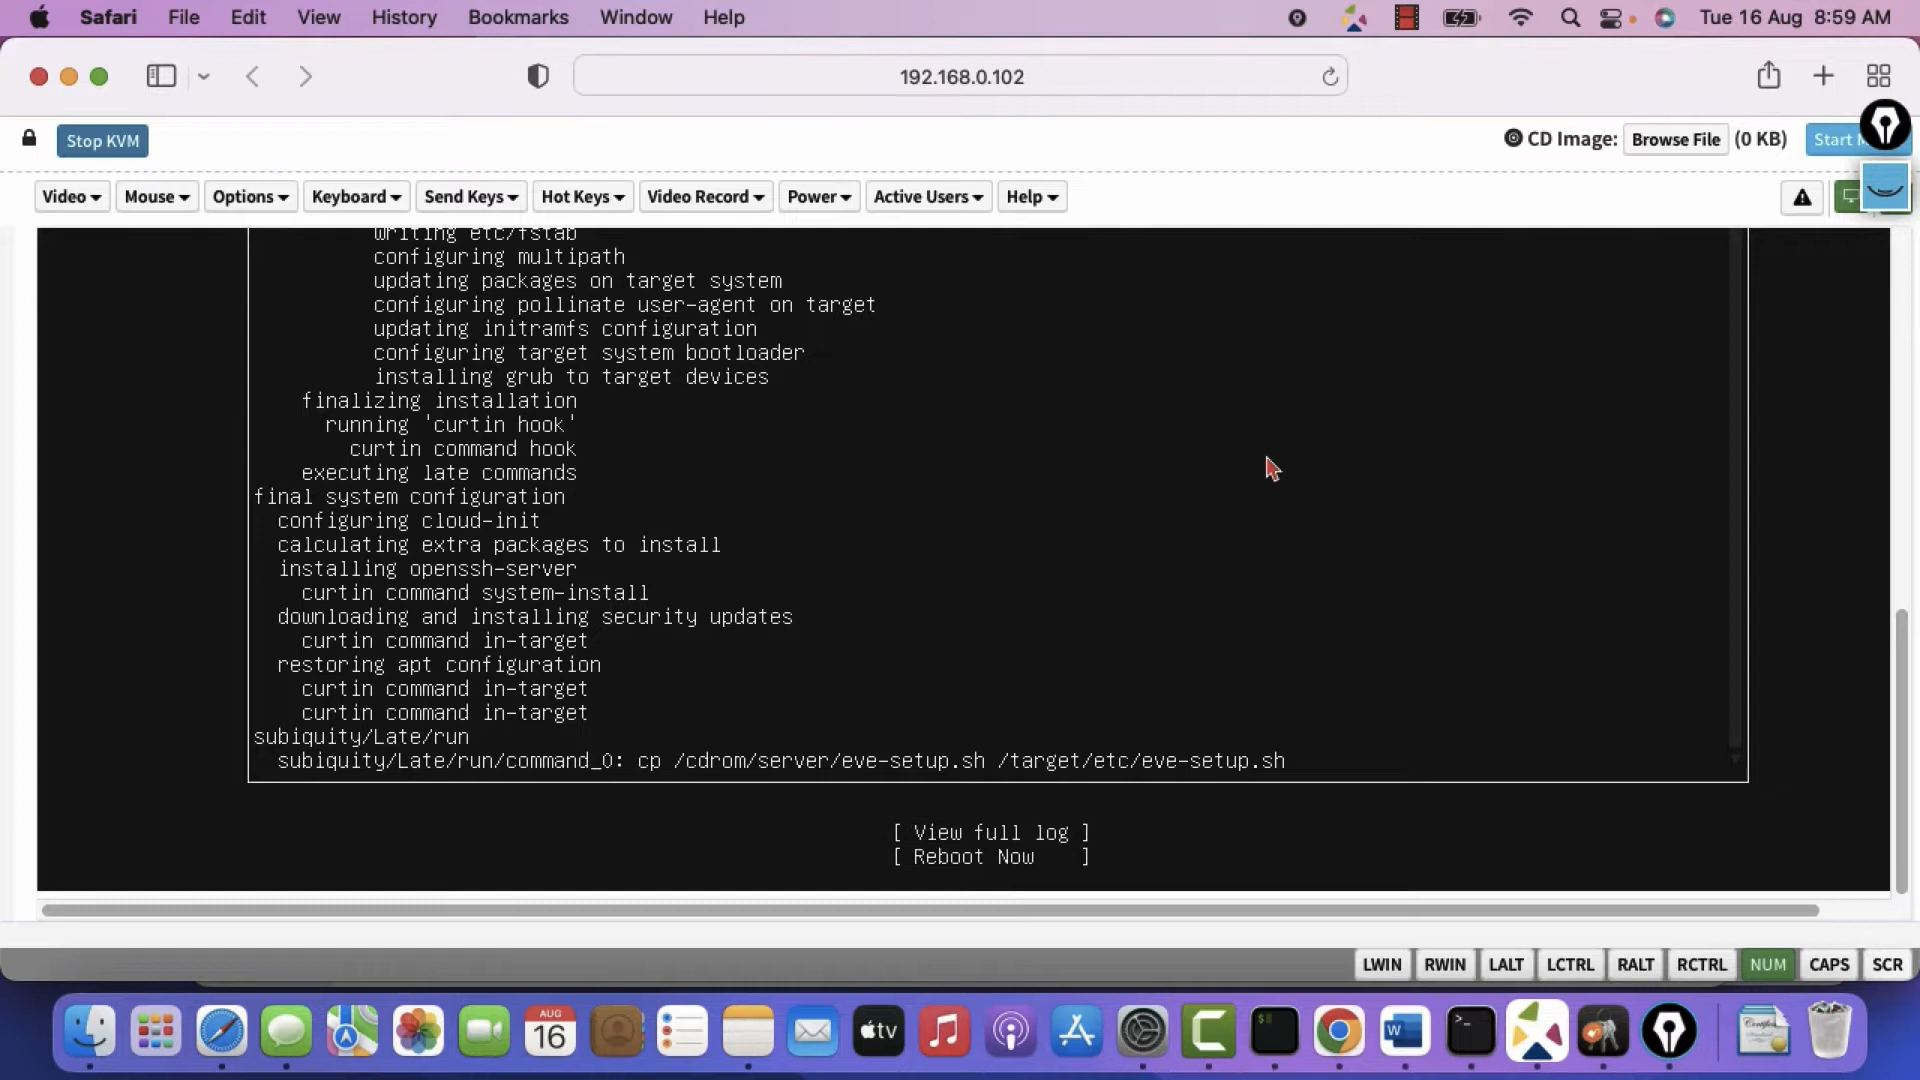 Safari File Edit View History Bookmarks Window Help Tue 16 Aug 8:59 AM
192.168.0.102
Stop KVM CD Image: Browse File (0 KB) Start
Video Mouse Options Keyboard Send Keys Hot Keys Video Record Power Active Users Help
writing etc/fstab
configuring multipath
updating packages on target system
configuring pollinate user-agent on target
updating initramfs configuration
configuring target system bootloader
installing grub to target devices
finalizing installation
running 'curtin hook'
curtin command hook
executing late commands
final system configuration
configuring cloud-init
calculating extra packages to install
installing openssh-server
curtin command system-install
downloading and installing security updates
curtin command in-target
restoring apt configuration
curtin command in-target
curtin command in-target
subiquity/Late/run
subiquity/Late/run/command_0: cp /cdrom/server/eve-setup.sh /target/etc/eve-setup.sh
[ View full log ]
[ Reboot Now ]
LWIN RWIN LALT LCTRL RALT RCTRL NUM CAPS SCR
AUG
16
tv
W